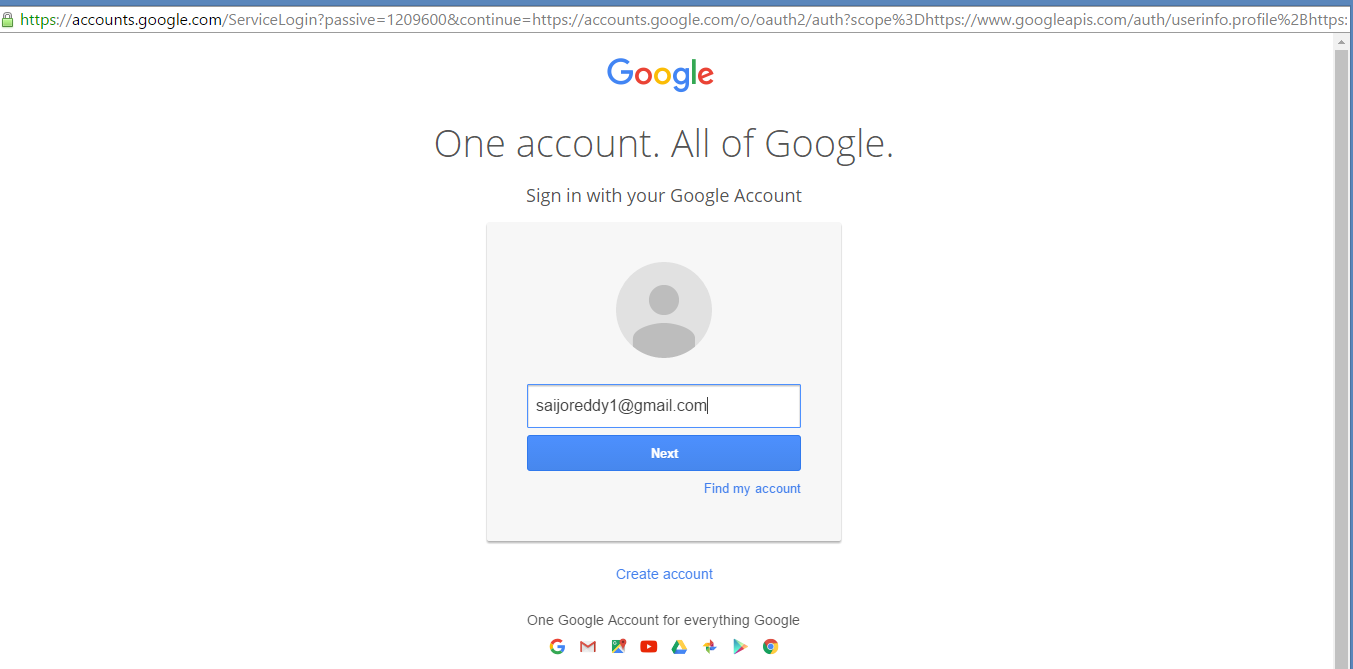 https://accounts.google.com/ServiceLogin?passive=1209600&continue=https://accounts.google.com/o/oauth2/auth?scope%3Dhttps://www.googleapis.com/auth/userinfo.profile%2Bhttps:
Google
One account. All of Google.
Sign in with your Google Account
saijoreddy1@gmail.com
Next
Find my account
Create account
One Google Account for everything Google